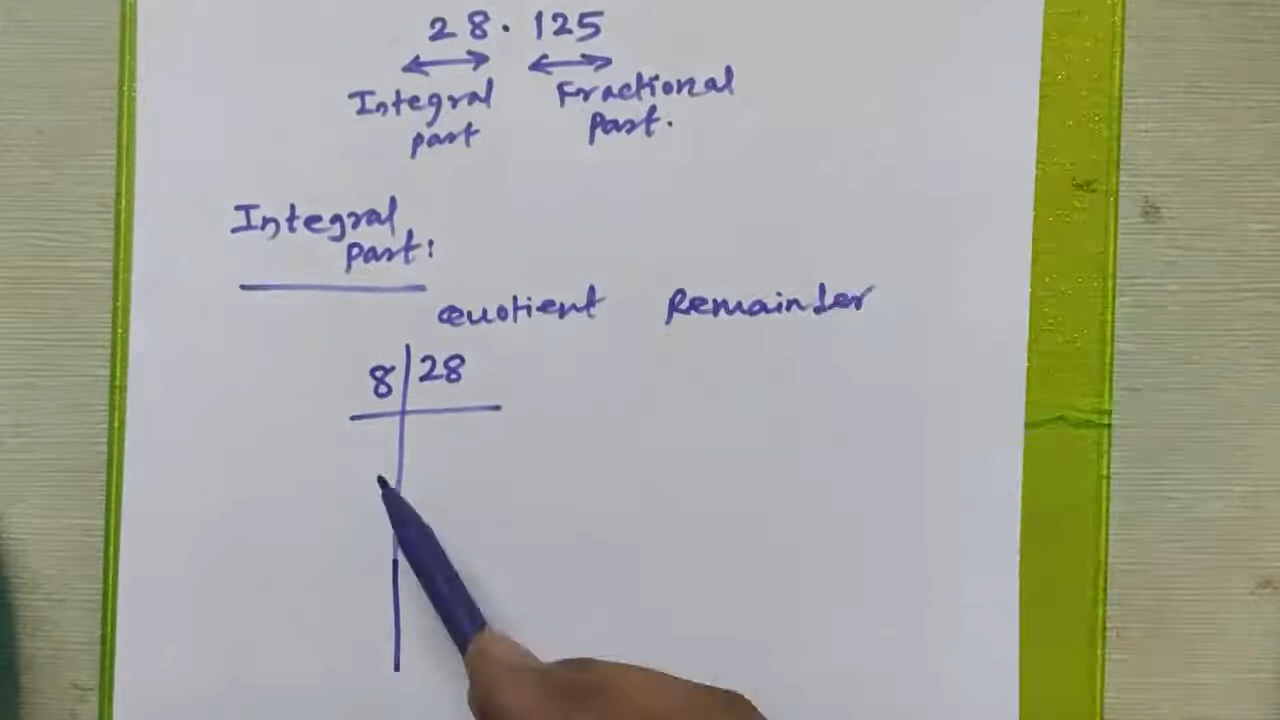 28.125
Integral Fractional
part Part.
Integral
part:
Quotient Remainder
8 28